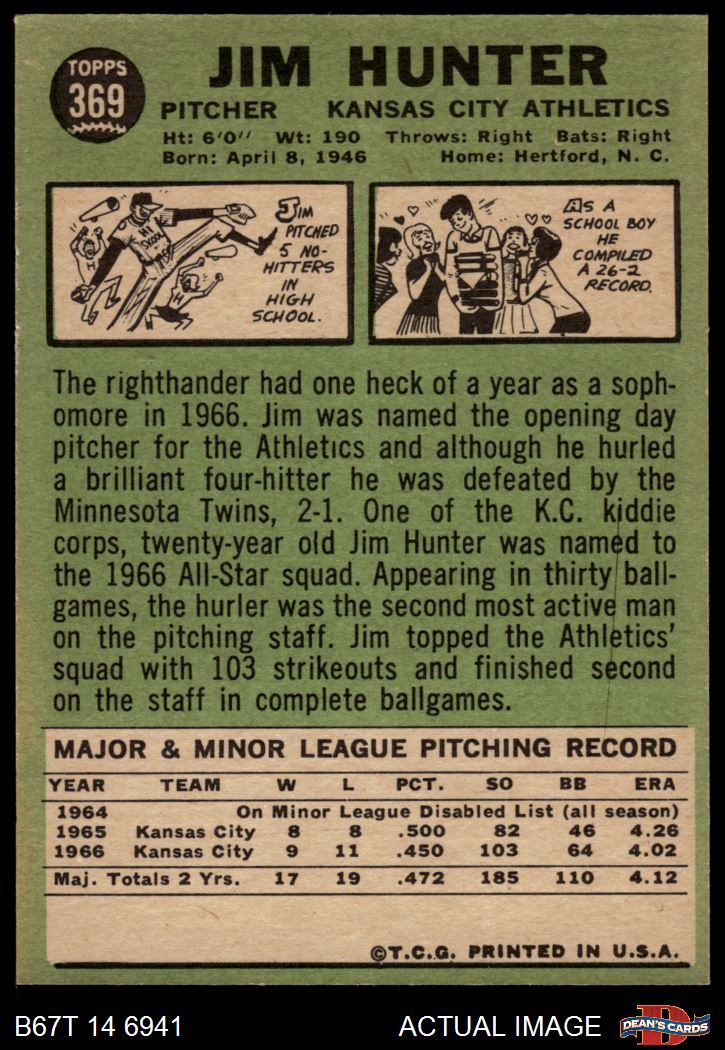 TOPPS
369
JIM HUNTER
PITCHER KANSAS CITY ATHLETICS
Ht: 6'0" Wt: 190 Throws: Right Bats: Right
Born: April 8, 1946 Home: Hertford, N. C.
JIM
PITCHED
5 NO-
HITTERS
IN
HIGH
SCHOOL.
HI
SCHOOL
H
H
AS A
SCHOOL BOY
HE
COMPILED
A 26-2
RECORD.
The righthander had one heck of a year as a soph-
omore in 1966. Jim was named the opening day
pitcher for the Athletics and although he hurled
a brilliant four-hitter he was defeated by the
Minnesota Twins, 2-1. One of the K.C. kiddie
corps, twenty-year old Jim Hunter was named to
the 1966 All-Star squad. Appearing in thirty ball-
games, the hurler was the second most active man
on the pitching staff. Jim topped the Athletics'
squad with 103 strikeouts and finished second
on the staff in complete ballgames.
MAJOR & MINOR LEAGUE PITCHING RECORD
YEAR TEAM W L PCT. SO BB ERA
1964 On Minor League Disabled List (all season)
1965 Kansas City 8 8 .500 82 46 4.26
1966 Kansas City 9 11 .450 103 64 4.02
Maj. Totals 2 Yrs. 17 19 .472 185 110 4.12
©T.C.G. PRINTED IN U.S.A.
B67T 14 6941 ACTUAL IMAGE
D
DEAN'S CARDS